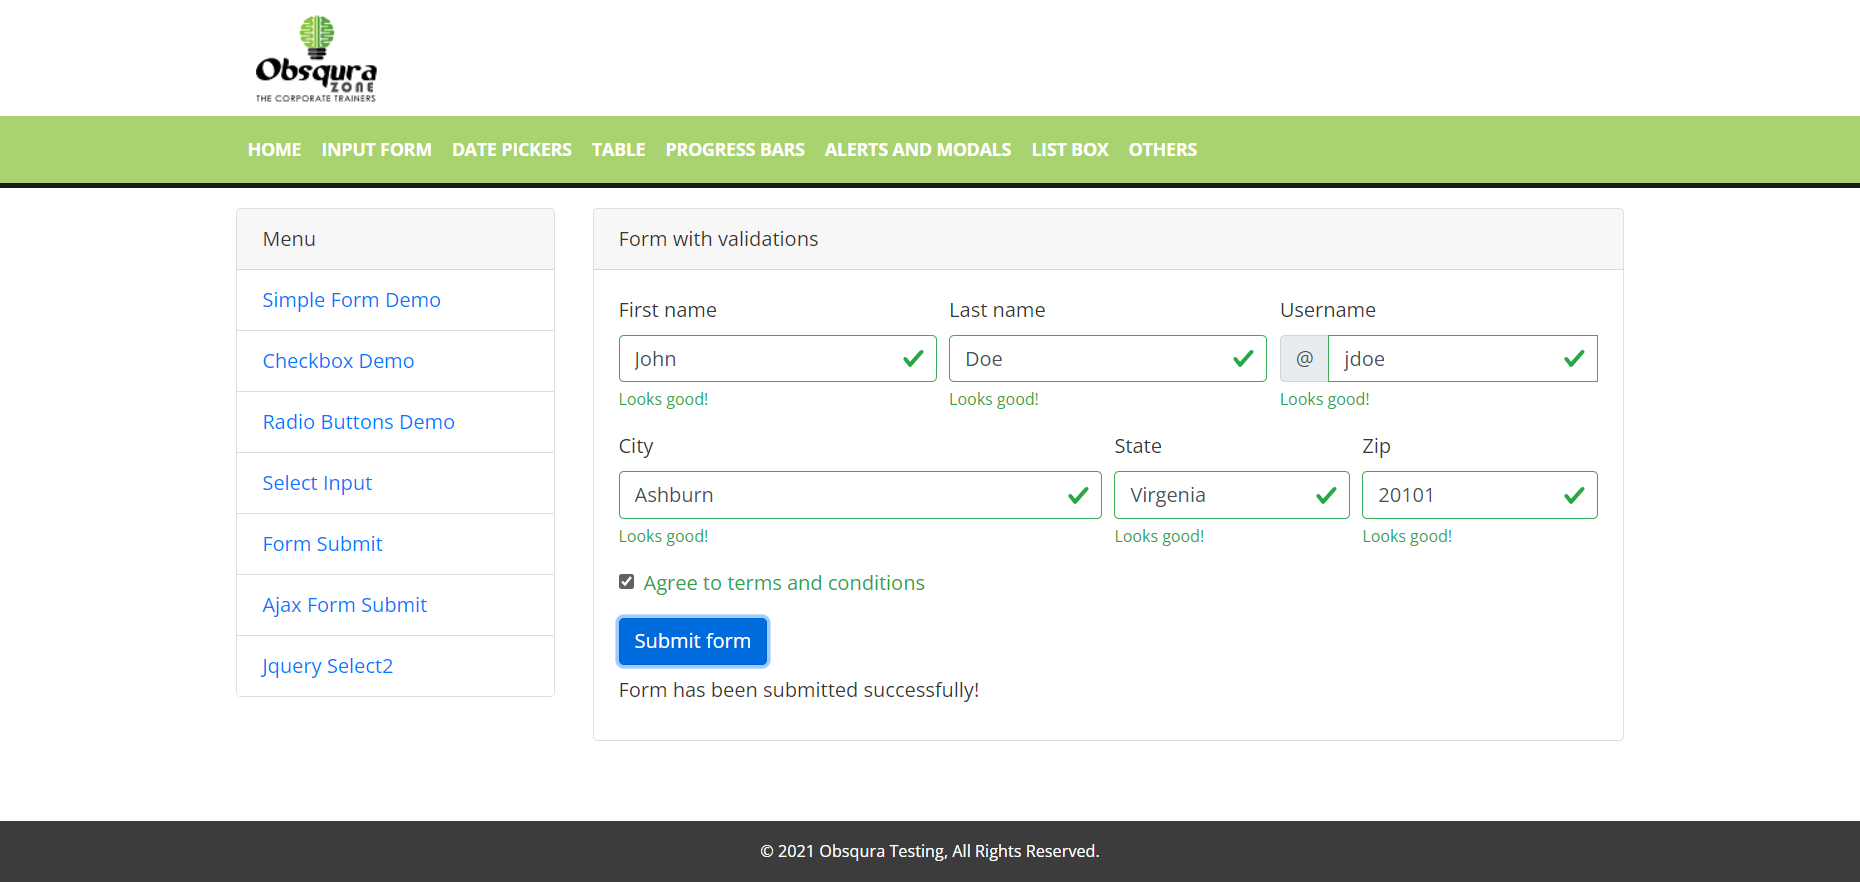 Obsqura
ZONE
THE CORPORATE TRAINERS
HOME INPUT FORM DATE PICKERS TABLE PROGRESS BARS ALERTS AND MODALS LIST BOX OTHERS
Menu
Simple Form Demo
Checkbox Demo
Radio Buttons Demo
Select Input
Form Submit
Ajax Form Submit
Jquery Select2
Form with validations
First name Last name Username
John Doe @ jdoe
Looks good! Looks good! Looks good!
City State Zip
Ashburn Virgenia 20101
Looks good! Looks good! Looks good!
Agree to terms and conditions
Submit form
Form has been submitted successfully!
© 2021 Obsqura Testing, All Rights Reserved.